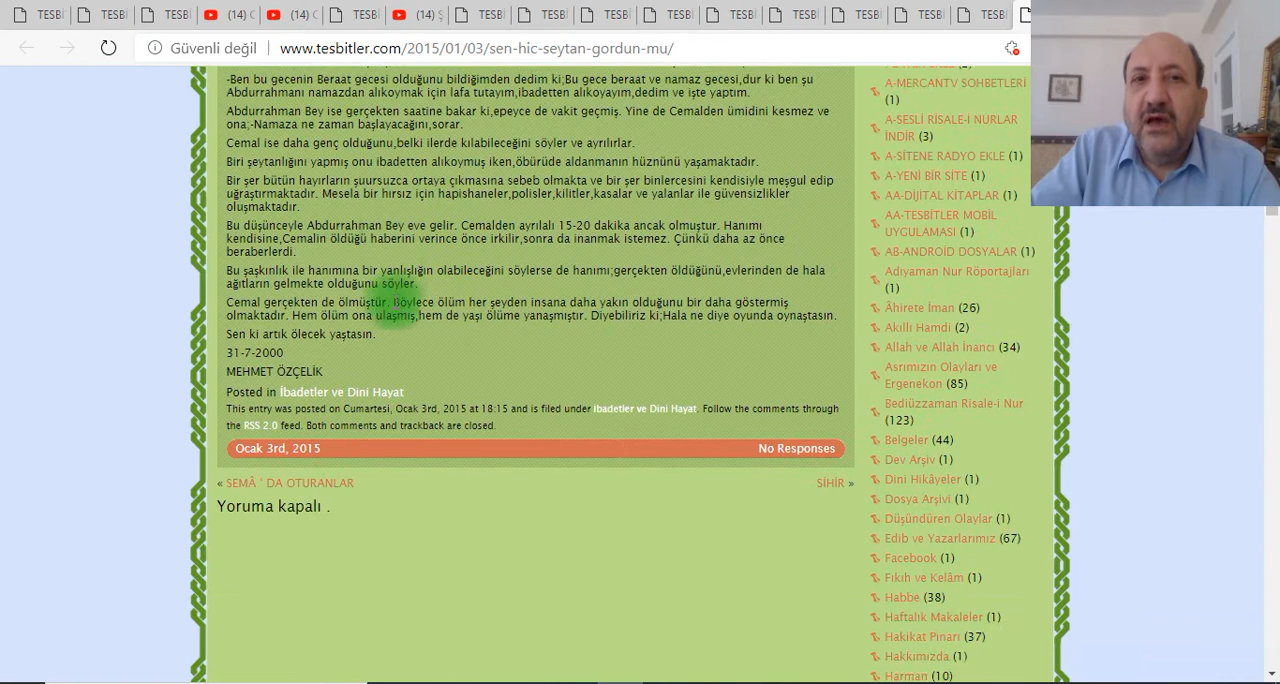 TESBİ
TESBİ
TESBİ
(14) C
(14) C
TESBİ
(14) Ş
TESBİ
TESBİ
TESBİ
TESBİ
TESBİ
TESBİ
TESBİ
TESBİ
TESBİ
Güvenli değil
www.tesbitler.com/2015/01/03/sen-hic-seytan-gordun-mu/
-Ben bu gecenin Beraat gecesi olduğunu bildiğimden dedim ki;Bu gece beraat ve namaz gecesi,dur ki ben şu
Abdurrahmanı namazdan alıkoymak için lafa tutayım,ibadetten alıkoyayım,dedim ve işte yaptım.
Abdurrahman Bey ise gerçekten saatine bakar ki,epeyce de vakit geçmiş. Yine de Cemalden ümidini kesmez ve
ona;-Namaza ne zaman başlayacağını,sorar.
Cemal ise daha genç olduğunu,belki ilerde kılabileceğini söyler ve ayrılırlar.
Biri şeytanlığını yapmış onu ibadetten alıkoymuş iken,öbürüde aldanmanın hüznünü yaşamaktadır.
Bir şer bütün hayırların şuursuzca ortaya çıkmasına sebeb olmakta ve bir şer binlercesini kendisiyle meşgul edip
uğraştırmaktadır. Mesela bir hırsız için hapishaneler,polisler,kilitler,kasalar ve yalanlar ile güvensizlikler
oluşmaktadır.
Bu düşünceyle Abdurrahman Bey eve gelir. Cemalden ayrılalı 15-20 dakika ancak olmuştur. Hanımı
kendisine,Cemalin öldüğü haberini verince önce irkilir,sonra da inanmak istemez. Çünkü daha az önce
beraberlerdi.
Bu şaşkınlık ile hanımına bir yanlışlığın olabileceğini söylerse de hanımı;gerçekten öldüğünü,evlerinden de hala
ağıtların gelmekte olduğunu söyler.
Cemal gerçekten de ölmüştür. Böylece ölüm her şeyden insana daha yakın olduğunu bir daha göstermiş
olmaktadır. Hem ölüm ona ulaşmış,hem de yaşı ölüme yanaşmıştır. Diyebiliriz ki;Hala ne diye oyunda oynaştasın.
Sen ki artık ölecek yaştasın.
31-7-2000
MEHMET ÖZÇELİK
Posted in İbadetler ve Dini Hayat
This entry was posted on Cumartesi, Ocak 3rd, 2015 at 18:15 and is filed under İbadetler ve Dini Hayat. Follow the comments through
the RSS 2.0 feed. Both comments and trackback are closed.
Ocak 3rd, 2015
No Responses
« SEMÂ ' DA OTURANLAR
SİHİR »
Yoruma kapalı .
A-MERCANTV SOHBETLERİ
(1)
A-SESLİ RİSALE-İ NURLAR
İNDİR (3)
A-SİTENE RADYO EKLE (1)
A-YENİ BİR SİTE (1)
AA-DİJİTAL KİTAPLAR (1)
AA-TESBİTLER MOBİL
UYGULAMASI (1)
AB-ANDROİD DOSYALAR (1)
Adıyaman Nur Röportajları
(1)
Âhirete İman (26)
Akıllı Hamdi (2)
Allah ve Allah İnancı (34)
Asrımızın Olayları ve
Ergenekon (85)
Bediüzzaman Risale-i Nur
(123)
Belgeler (44)
Dev Arşiv (1)
Dini Hikâyeler (1)
Dosya Arşivi (1)
Düşündüren Olaylar (1)
Edib ve Yazarlarımız (67)
Facebook (1)
Fıkıh ve Kelâm (1)
Habbe (38)
Haftalık Makaleler (1)
Hakikat Pınarı (37)
Hakkımızda (1)
Harman (10)